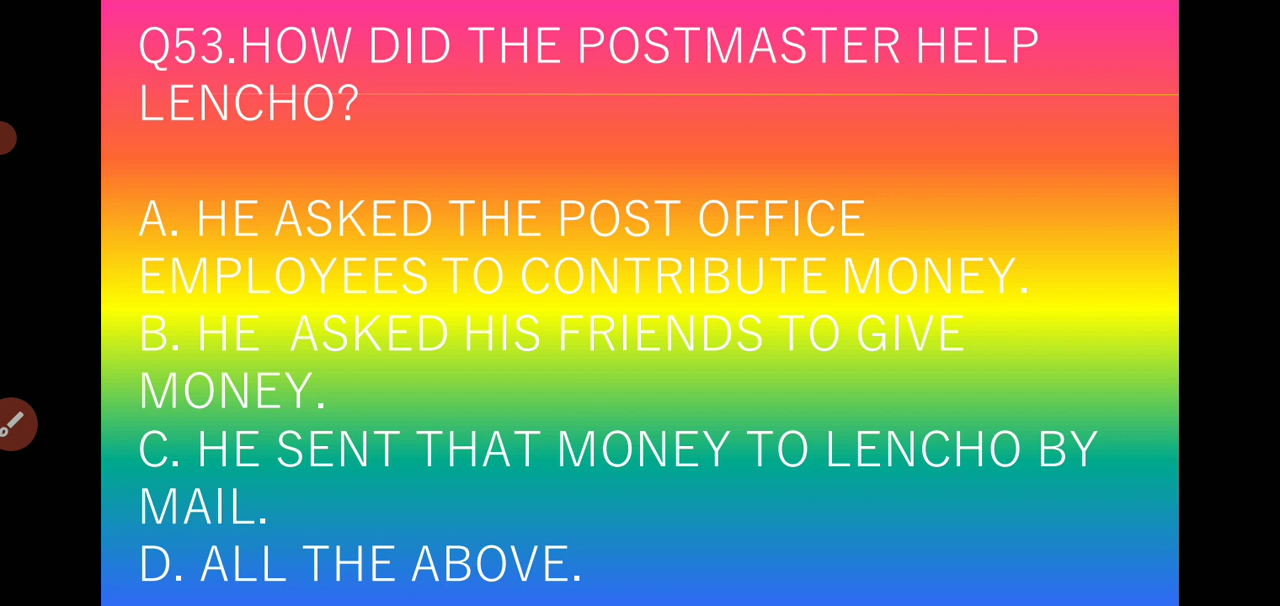 Q53.HOW DID THE POSTMASTER HELP
LENCHO?
A. HE ASKED THE POST OFFICE
EMPLOYEES TO CONTRIBUTE MONEY.
B. HE  ASKED HIS FRIENDS TO GIVE
MONEY.
C. HE SENT THAT MONEY TO LENCHO BY
MAIL.
D. ALL THE ABOVE.